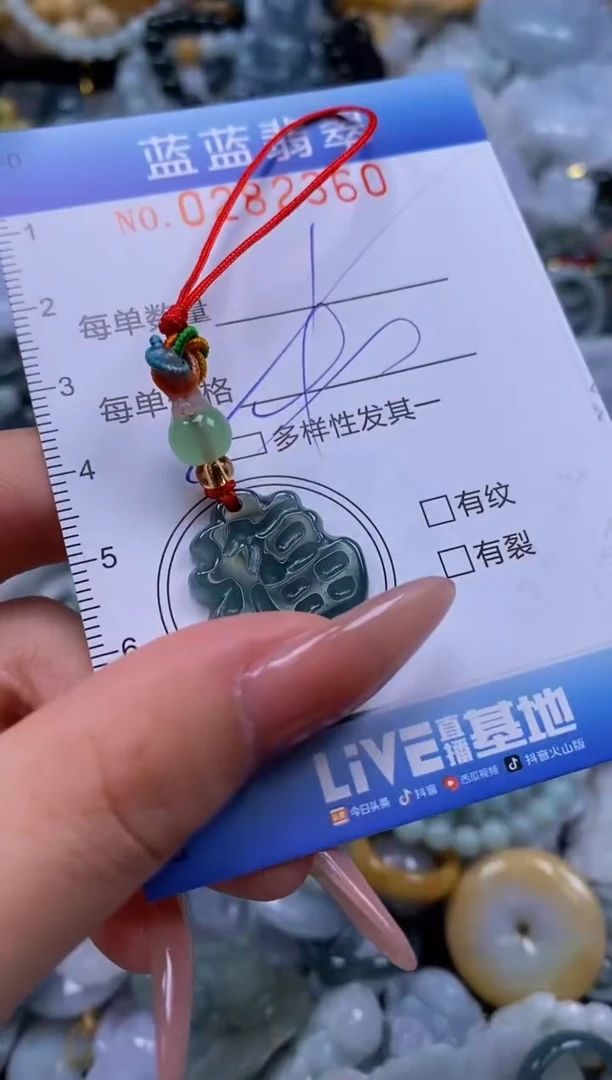 蓝蓝翡翠
NO.0282360
每单数量
每单价格
多样性发其一
有纹
有裂
1
2
3
4
5
6
LiVE直播基地
今日头条 抖音 西瓜视频 抖音火山版